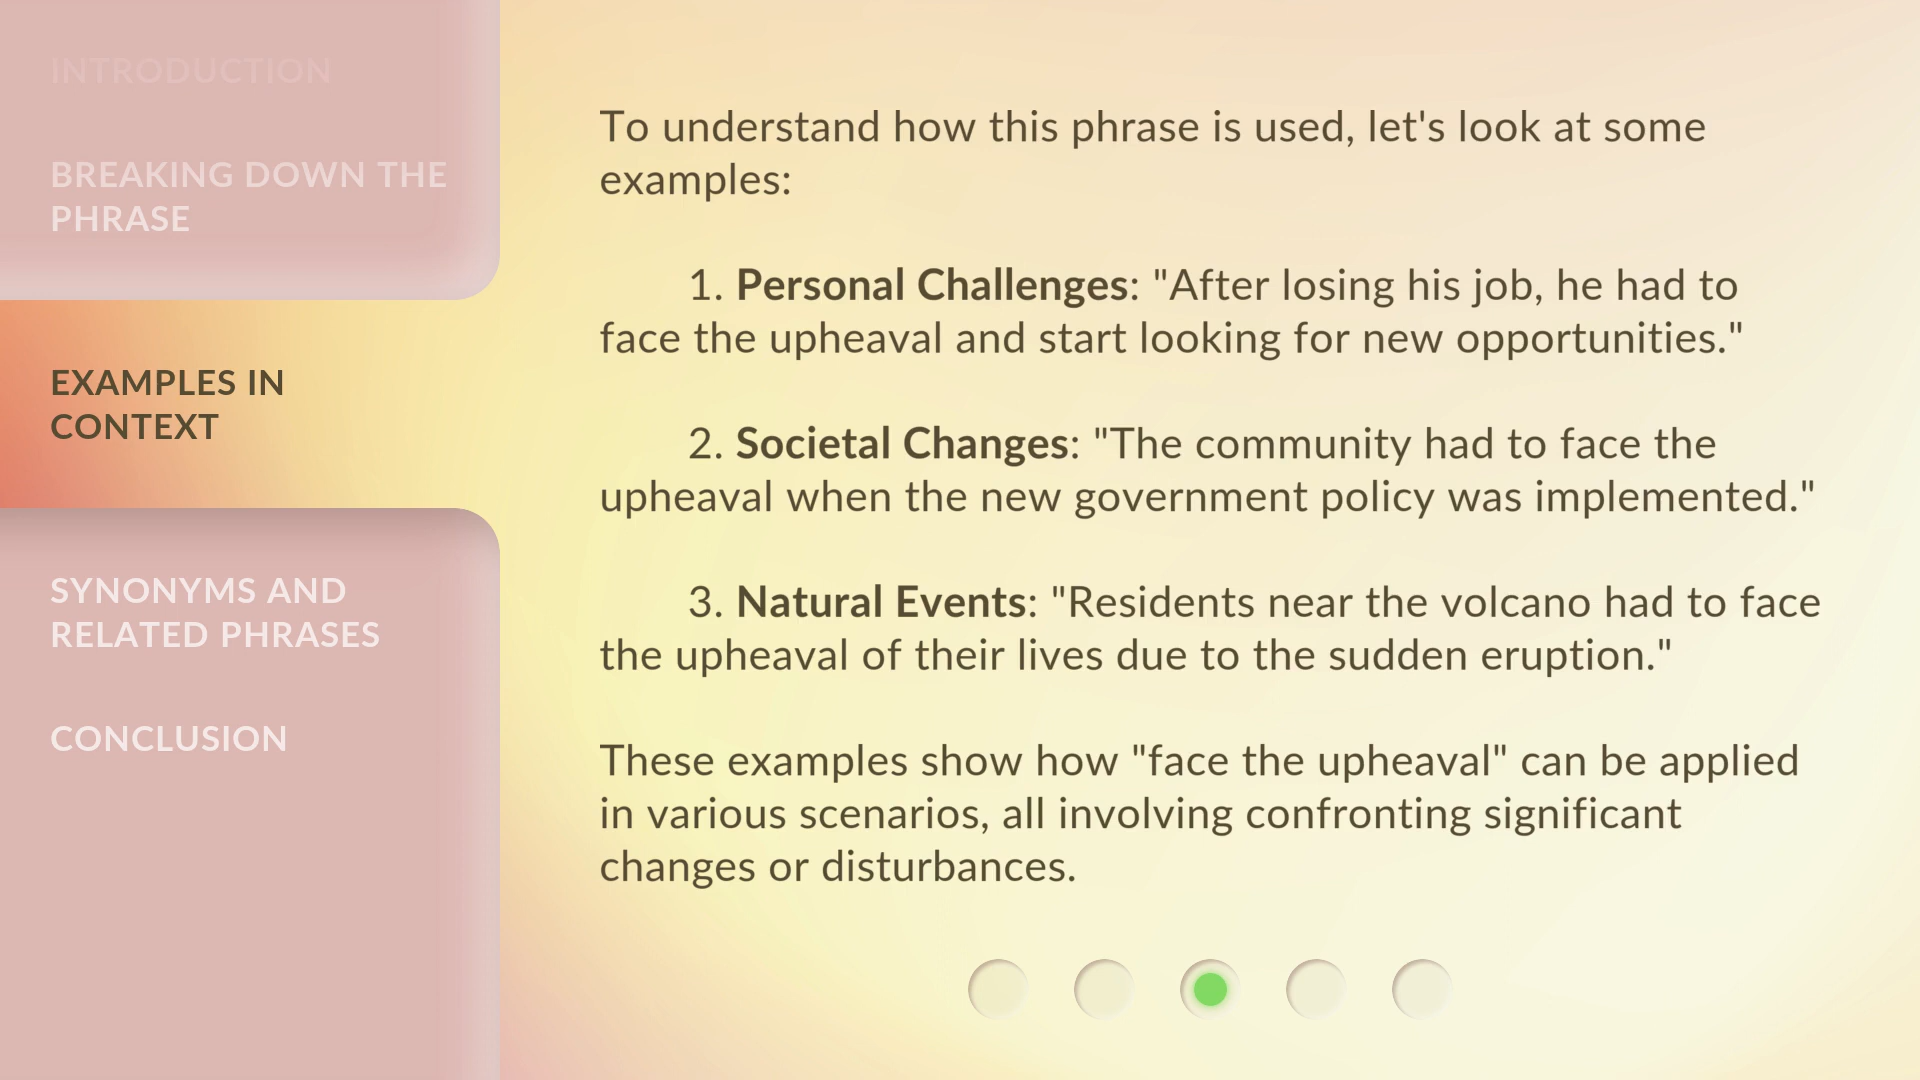 INTRODUCTION
BREAKING DOWN THE
PHRASE
EXAMPLES IN
CONTEXT
SYNONYMS AND
RELATED PHRASES
CONCLUSION
To understand how this phrase is used, let's look at some
examples:
1. Personal Challenges: "After losing his job, he had to
face the upheaval and start looking for new opportunities."
2. Societal Changes: "The community had to face the
upheaval when the new government policy was implemented."
3. Natural Events: "Residents near the volcano had to face
the upheaval of their lives due to the sudden eruption."
These examples show how "face the upheaval" can be applied
in various scenarios, all involving confronting significant
changes or disturbances.